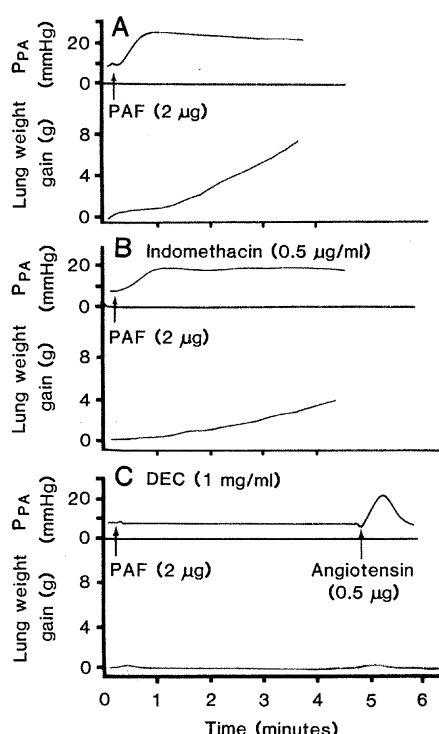 A
PPA
(mmHg)
20
0
PAF (2 μg)
Lung weight
gain (g)
8
4
0
B Indomethacin (0.5 μg/ml)
PPA
(mmHg)
20
0
PAF (2 μg)
Lung weight
gain (g)
8
4
0
C DEC (1 mg/ml)
PPA
(mmHg)
20
0
PAF (2 μg)
Angiotensin
(0.5 μg)
Lung weight
gain (g)
8
4
0
0 1 2 3 4 5 6
Time (minutes)